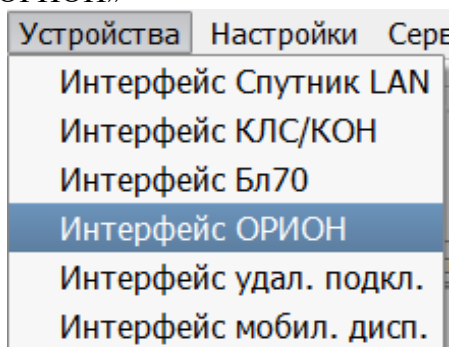 ОРИОН»
Устройства Настройки Серв
Интерфейс Спутник LAN
Интерфейс КЛС/КОН
Интерфейс Бл70
Интерфейс ОРИОН
Интерфейс удал. подкл.
Интерфейс мобил. дисп.